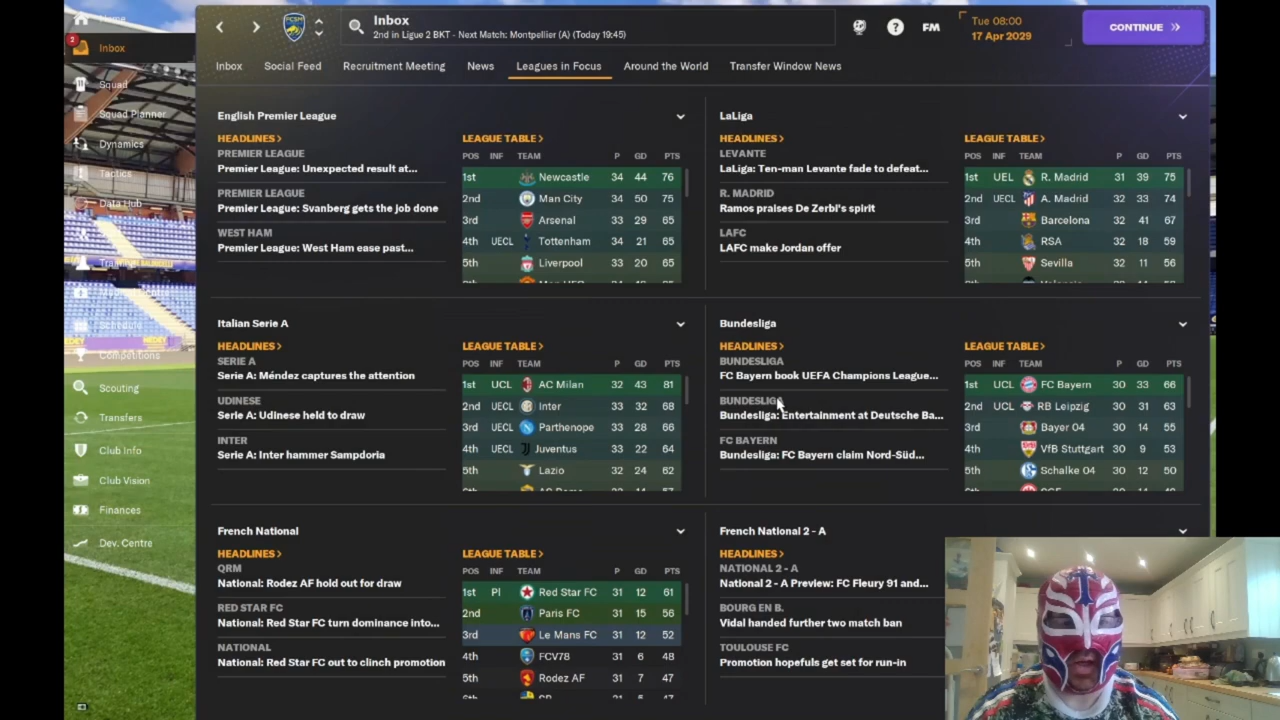 Home
2
Inbox
Squad
Squad Planner
Dynamics
Tactics
Data Hub
Competitions
Scouting
Transfers
Club Info
Club Vision
Finances
Dev. Centre
Inbox
2nd in Ligue 2 BKT - Next Match: Montpellier (A) (Today 19:45)
?
FM
Tue 08:00
17 Apr 2029
CONTINUE
Inbox Social Feed Recruitment Meeting News Leagues in Focus Around the World Transfer Window News
English Premier League
HEADLINES >
PREMIER LEAGUE
Premier League: Unexpected result at...
PREMIER LEAGUE
Premier League: Svanberg gets the job done
WEST HAM
Premier League: West Ham ease past...
LEAGUE TABLE >
POS INF TEAM P GD PTS
1st Newcastle 34 44 76
2nd Man City 34 50 75
3rd Arsenal 33 29 65
4th UECL Tottenham 34 21 65
5th Liverpool 33 20 65
LaLiga
HEADLINES >
LEVANTE
LaLiga: Ten-man Levante fade to defeat...
R. MADRID
Ramos praises De Zerbi's spirit
LAFC
LAFC make Jordan offer
LEAGUE TABLE >
POS INF TEAM P GD PTS
1st UEL R. Madrid 31 39 75
2nd UECL A. Madrid 32 33 74
3rd Barcelona 32 41 67
4th RSA 32 18 59
5th Sevilla 32 11 56
Italian Serie A
HEADLINES >
SERIE A
Serie A: Méndez captures the attention
UDINESE
Serie A: Udinese held to draw
INTER
Serie A: Inter hammer Sampdoria
LEAGUE TABLE >
POS INF TEAM P GD PTS
1st UCL AC Milan 32 43 81
2nd UECL Inter 33 32 68
3rd UECL Parthenope 33 28 66
4th UECL Juventus 33 22 64
5th Lazio 32 24 62
Bundesliga
HEADLINES >
BUNDESLIGA
FC Bayern book UEFA Champions League...
BUNDESLIGA
Bundesliga: Entertainment at Deutsche Ba...
FC BAYERN
Bundesliga: FC Bayern claim Nord-Süd...
LEAGUE TABLE >
POS INF TEAM P GD PTS
1st UCL FC Bayern 30 33 66
2nd UCL RB Leipzig 30 31 63
3rd Bayer 04 30 14 55
4th VfB Stuttgart 30 9 53
5th Schalke 04 30 12 50
French National
HEADLINES >
QRM
National: Rodez AF hold out for draw
RED STAR FC
National: Red Star FC turn dominance into...
NATIONAL
National: Red Star FC out to clinch promotion
LEAGUE TABLE >
POS INF TEAM P GD PTS
1st Pl Red Star FC 31 12 61
2nd Paris FC 31 15 56
3rd Le Mans FC 31 12 52
4th FCV78 31 6 48
5th Rodez AF 31 7 47
French National 2 - A
HEADLINES >
NATIONAL 2 - A
National 2 - A Preview: FC Fleury 91 and...
BOURG EN B.
Vidal handed further two match ban
TOULOUSE FC
Promotion hopefuls get set for run-in